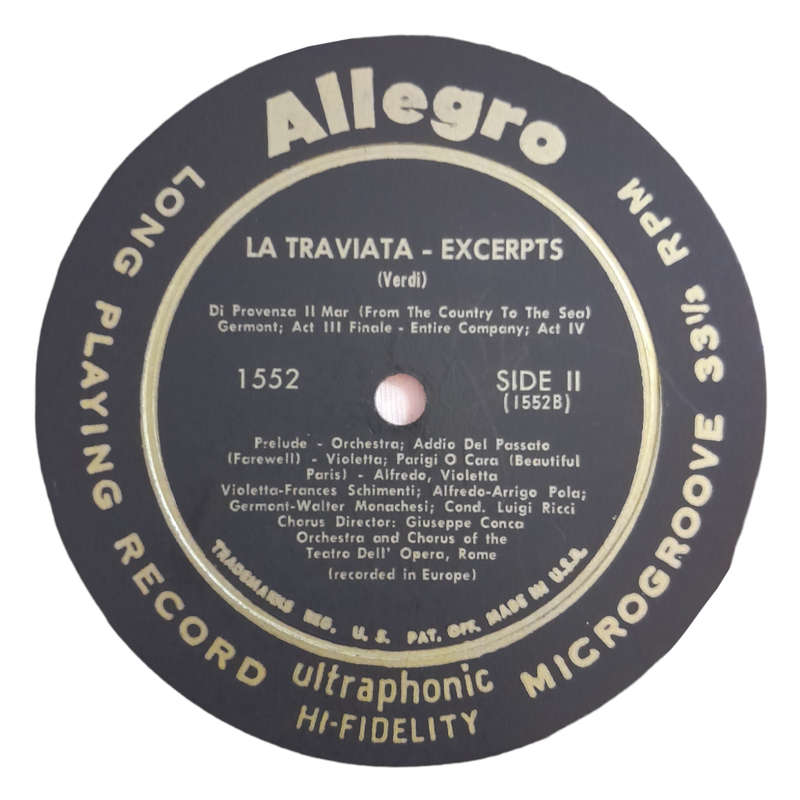 Allegro
LA TRAVIATA - EXCERPTS
(Verdi)
Di Provenza Il Mar (From The Country To The Sea)
Germont; Act III Finale - Entire Company; Act IV
1552
SIDE II
(1552B)
Prelude - Orchestra; Addio Del Passato
(Farewell) - Violetta; Parigi O Cara (Beautiful
Paris) - Alfredo, Violetta
Violetta-Frances Schimenti; Alfredo-Arrigo Pola;
Germont-Walter Monachesi; Cond. Luigi Ricci
Chorus Director: Giuseppe Conca
Orchestra and Chorus of the
Teatro Dell' Opera, Rome
(recorded in Europe)
TRADEMARKS REG. U. S. PAT. OFF. MADE IN U.S.A.
LONG PLAYING RECORD
ultraphonic
HI-FIDELITY
MICROGROOVE 33 1/3 RPM